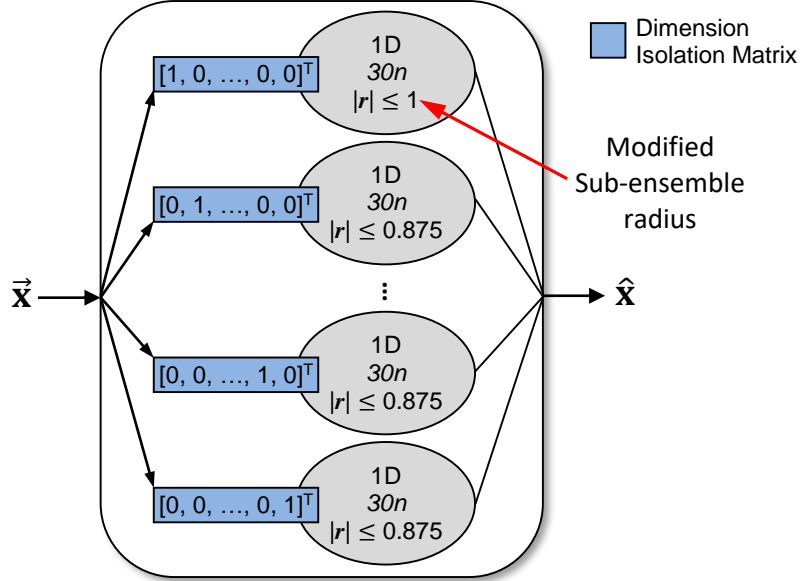 Dimension
Isolation Matrix
[1, 0, …, 0, 0]ᵀ
1D
30n
|r| ≤ 1
Modified
Sub-ensemble
radius
[0, 1, …, 0, 0]ᵀ
1D
30n
|r| ≤ 0.875
x⃗
⋮
x̂
[0, 0, …, 1, 0]ᵀ
1D
30n
|r| ≤ 0.875
[0, 0, …, 0, 1]ᵀ
1D
30n
|r| ≤ 0.875